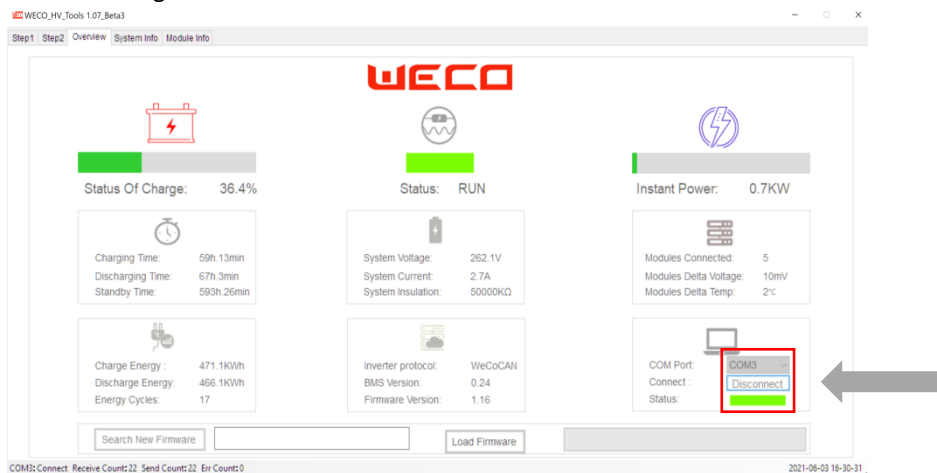 WECO WECO_HV_Tools 1.07_Beta3
Step1 Step2 Overview System Info Module Info
WECO
Status Of Charge: 36.4%
Status: RUN
Instant Power: 0.7KW
Charging Time: 59h.13min
Discharging Time: 67h.3min
Standby Time: 593h.26min
System Voltage: 262.1V
System Current: 2.7A
System Insulation: 50000KΩ
Modules Connected: 5
Modules Delta Voltage: 10mV
Modules Delta Temp: 2℃
Charge Energy : 471.1KWh
Discharge Energy: 466.1KWh
Energy Cycles: 17
Inverter protocol: WeCoCAN
BMS Version: 0.24
Firmware Version: 1.16
COM Port: COM3
Connect : Disconnect
Status:
Search New Firmware
Load Firmware
COM3: Connect Receive Count: 22 Send Count: 22 Err Count: 0
2021-06-03 16-30-31